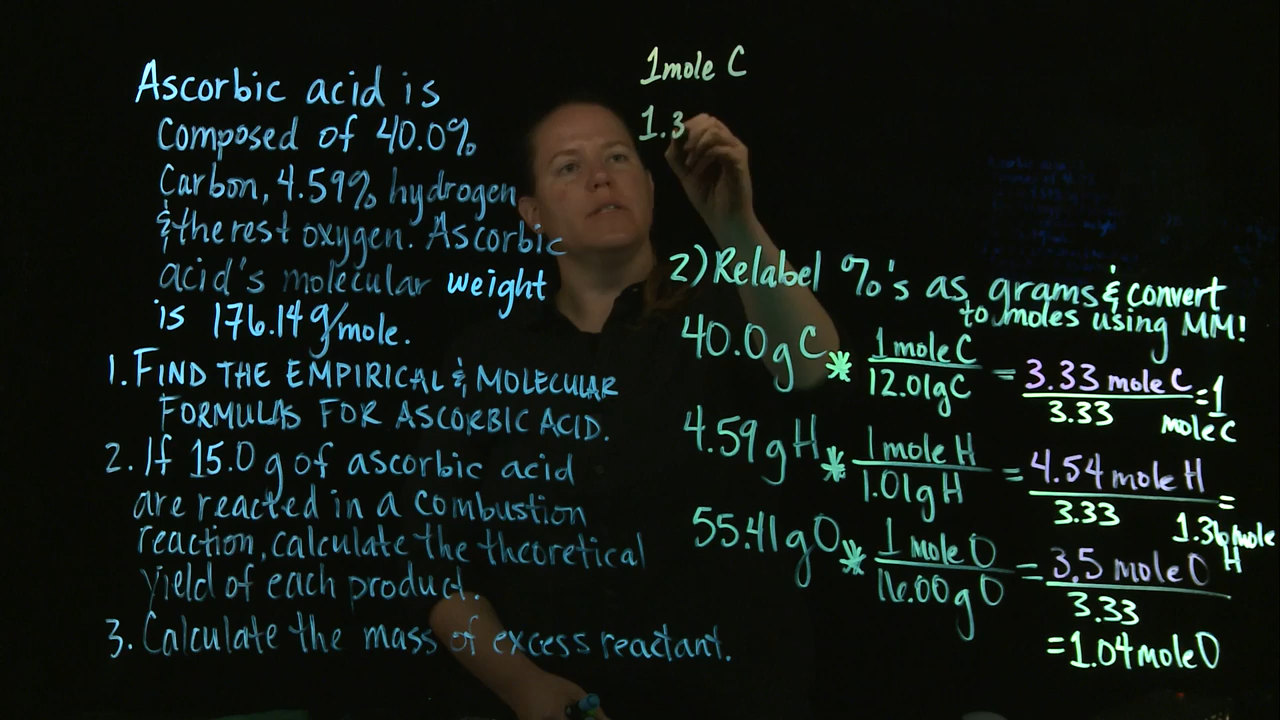 Ascorbic acid is
Composed of 40.0%
Carbon, 4.59% hydrogen
& the rest oxygen. Ascorbic
acid's molecular weight
is 176.14 g/mole.
1. FIND THE EMPIRICAL & MOLECULAR
FORMULAS FOR ASCORBIC ACID.
2. If 15.0 g of ascorbic acid
are reacted in a combustion
reaction, calculate the theoretical
yield of each product.
3. Calculate the mass of excess reactant.
1 mole C
1.3
2) Relabel %'s as grams & convert
to moles using MM!
40.0 g C * 1 mole C / 12.01 g C = 3.33 mole C / 3.33 = 1 mole C
4.59 g H * 1 mole H / 1.01 g H = 4.54 mole H / 3.33 = 1.36 mole H
55.41 g O * 1 mole O / 16.00 g O = 3.5 mole O / 3.33
= 1.04 mole O